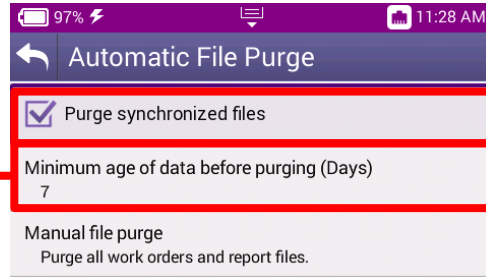 97% 11:28 AM
Automatic File Purge
Purge synchronized files
Minimum age of data before purging (Days)
7
Manual file purge
Purge all work orders and report files.